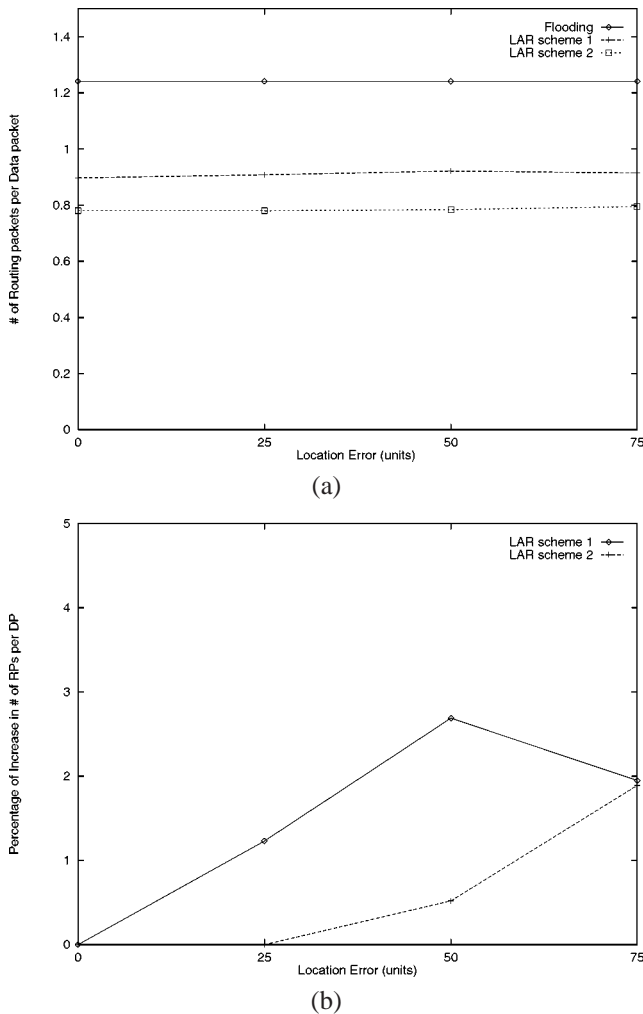 Flooding
LAR scheme 1
LAR scheme 2
1.4
1.2
1
0.8
0.6
0.4
0.2
0
# of Routing packets per Data packet
0 25 50 75
Location Error (units)
(a)
LAR scheme 1
LAR scheme 2
5
4
3
2
1
0
Percentage of Increase in # of RPs per DP
0 25 50 75
Location Error (units)
(b)